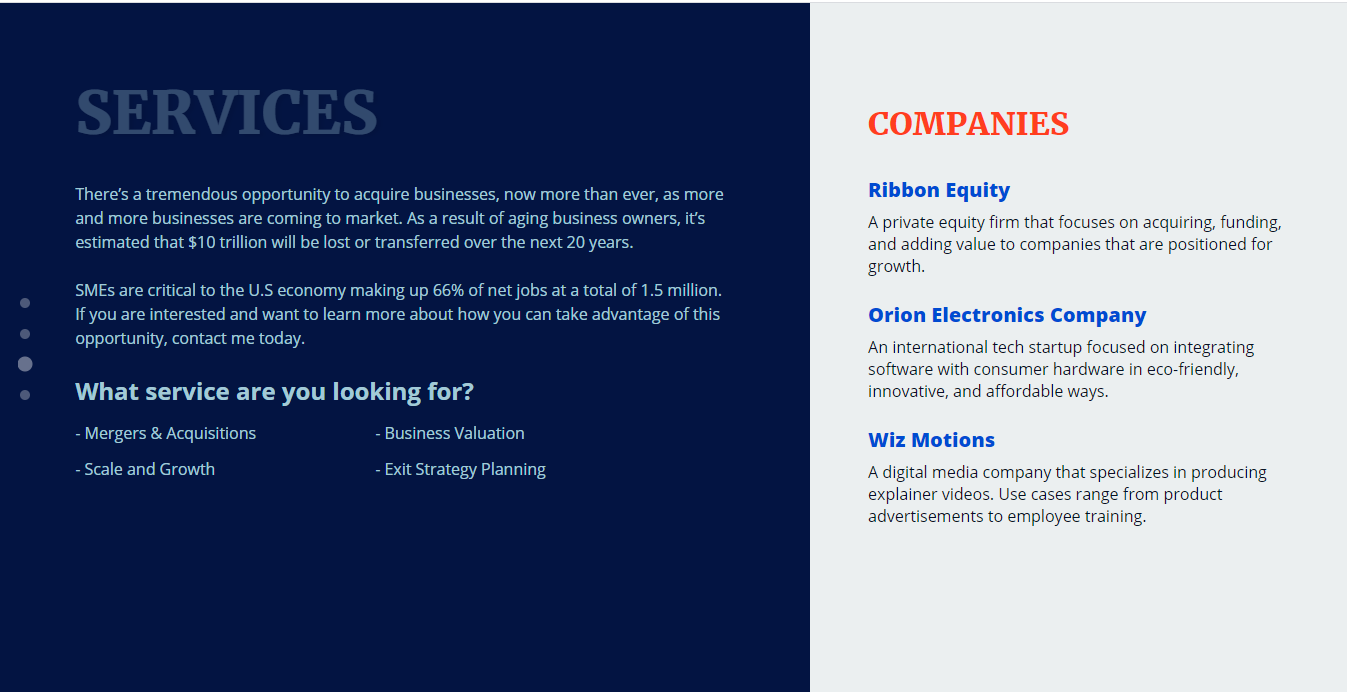 SERVICES
There’s a tremendous opportunity to acquire businesses, now more than ever, as more
and more businesses are coming to market. As a result of aging business owners, it’s
estimated that $10 trillion will be lost or transferred over the next 20 years.
SMEs are critical to the U.S economy making up 66% of net jobs at a total of 1.5 million.
If you are interested and want to learn more about how you can take advantage of this
opportunity, contact me today.
What service are you looking for?
- Mergers & Acquisitions
- Business Valuation
- Scale and Growth
- Exit Strategy Planning
COMPANIES
Ribbon Equity
A private equity firm that focuses on acquiring, funding,
and adding value to companies that are positioned for
growth.
Orion Electronics Company
An international tech startup focused on integrating
software with consumer hardware in eco-friendly,
innovative, and affordable ways.
Wiz Motions
A digital media company that specializes in producing
explainer videos. Use cases range from product
advertisements to employee training.